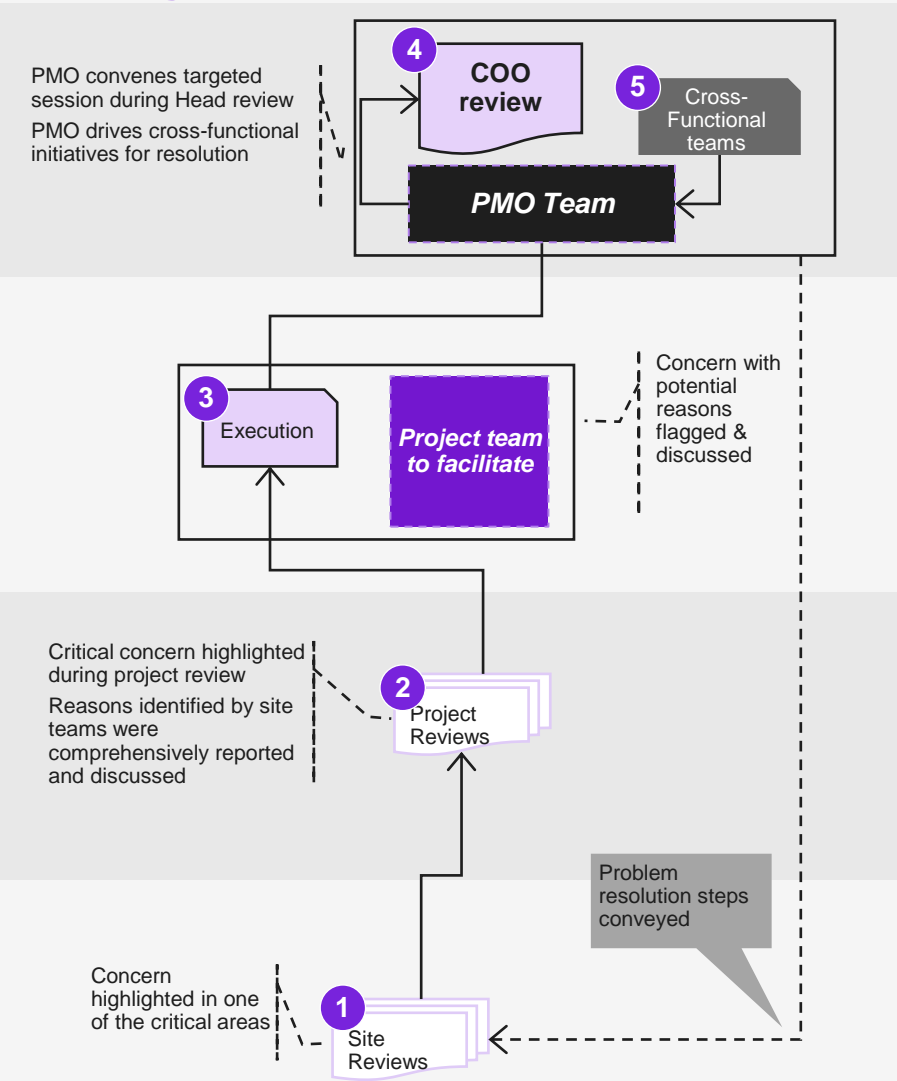 PMO convenes targeted
session during Head review
PMO drives cross-functional
initiatives for resolution
4
COO
review
5
Cross-
Functional
teams
PMO Team
3
Execution
Project team
to facilitate
Concern with
potential
reasons
flagged &
discussed
Critical concern highlighted
during project review
Reasons identified by site
teams were
comprehensively reported
and discussed
2
Project
Reviews
Problem
resolution steps
conveyed
Concern
highlighted in one
of the critical areas
1
Site
Reviews